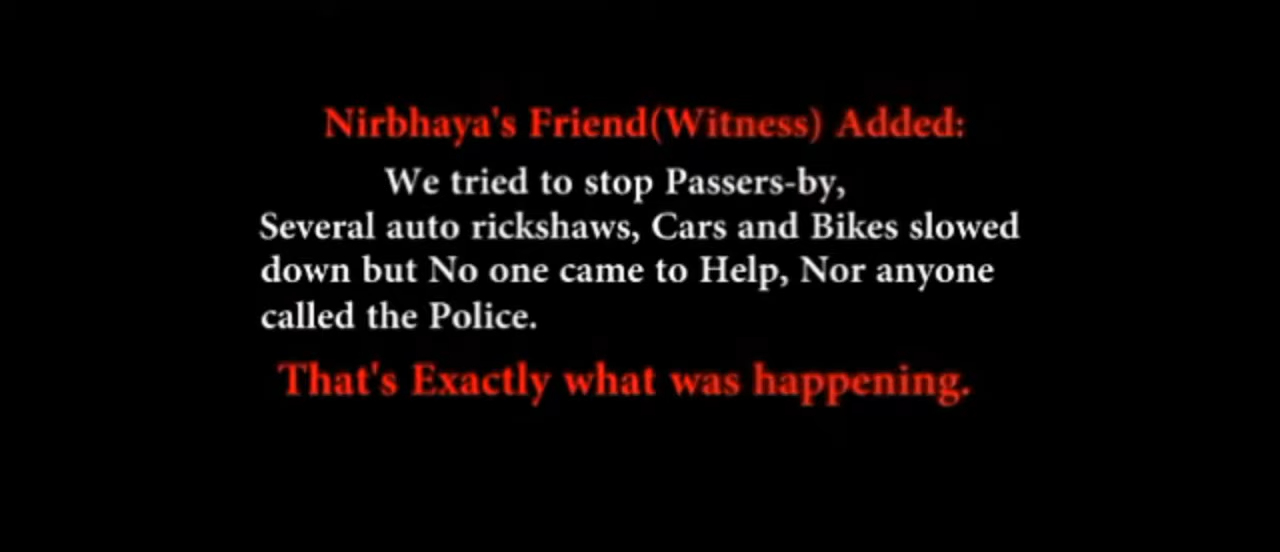 Nirbhaya's Friend(Witness) Added:
We tried to stop Passers-by,
Several auto rickshaws, Cars and Bikes slowed
down but No one came to Help, Nor anyone
called the Police.
That's Exactly what was happening.